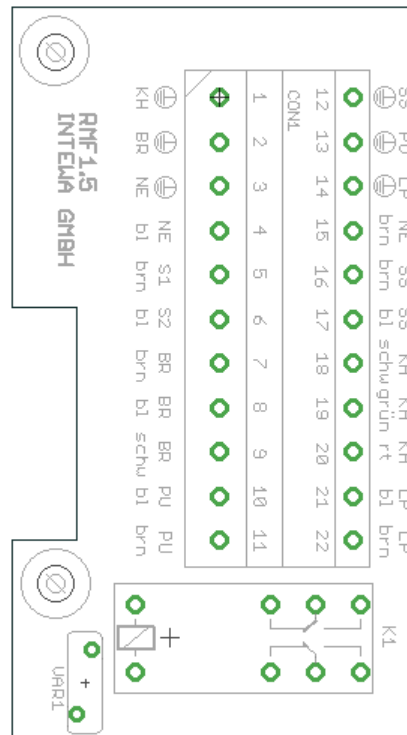 SS PU LP NE SS SS KH KH KH LP LP
brn brn bl schw grün rt bl brn
12 13 14 15 16 17 18 19 20 21 22
CON1
1 2 3 4 5 6 7 8 9 10 11
NE S1 S2 BR BR BR PU PU
KH BR NE bl brn bl brn bl schw bl brn
RMF1.5
INTEWA GMBH
K1
+
VAR1